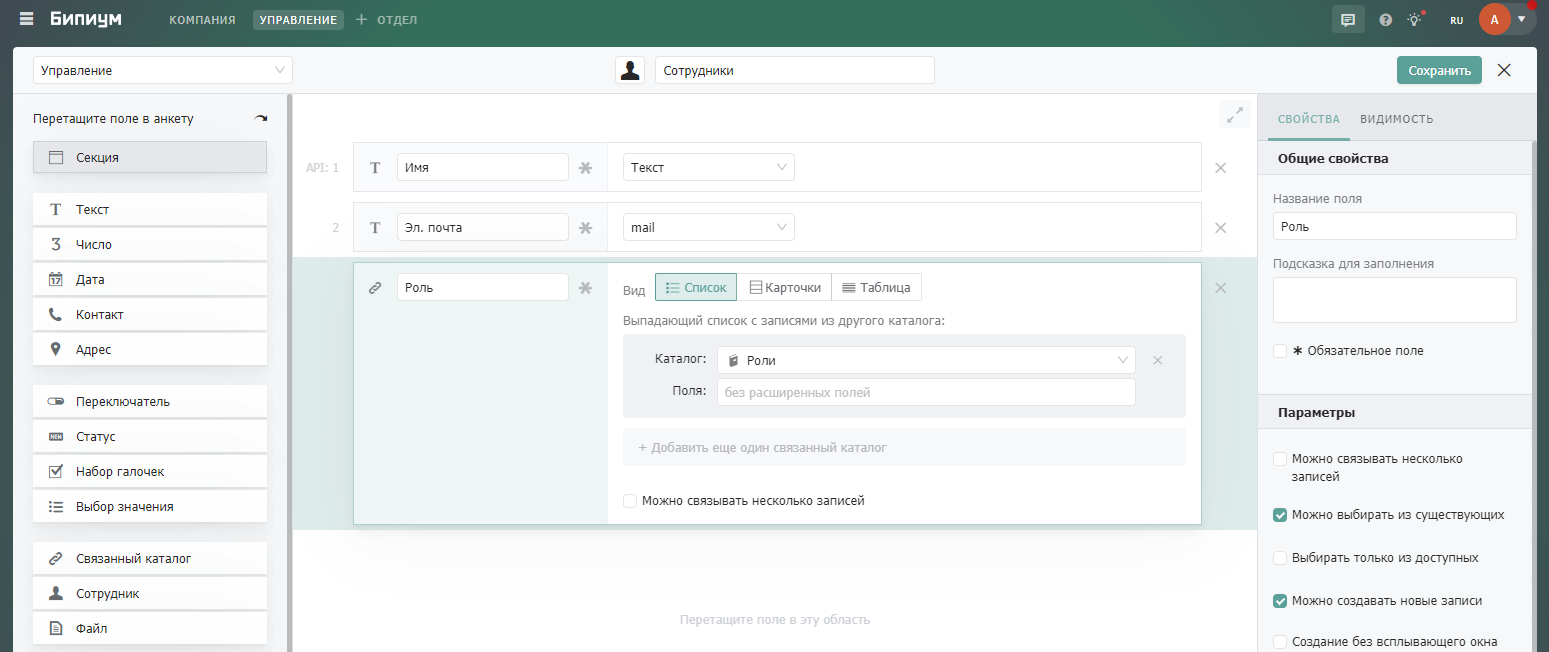 Бипиум
КОМПАНИЯ
УПРАВЛЕНИЕ
+ ОТДЕЛ
?
RU
A
Управление
Сотрудники
Сохранить
Перетащите поле в анкету
Секция
Текст
Число
Дата
Контакт
Адрес
Переключатель
Статус
Набор галочек
Выбор значения
Связанный каталог
Сотрудник
Файл
API: 1
T
Имя
Текст
2
T
Эл. почта
mail
Роль
Вид
Список
Карточки
Таблица
Выпадающий список с записями из другого каталога:
Каталог:
Роли
Поля:
без расширенных полей
+ Добавить еще один связанный каталог
Можно связывать несколько записей
Перетащите поле в эту область
СВОЙСТВА
ВИДИМОСТЬ
Общие свойства
Название поля
Роль
Подсказка для заполнения
Обязательное поле
Параметры
Можно связывать несколько
записей
Можно выбирать из существующих
Выбирать только из доступных
Можно создавать новые записи
Создание без всплывающего окна